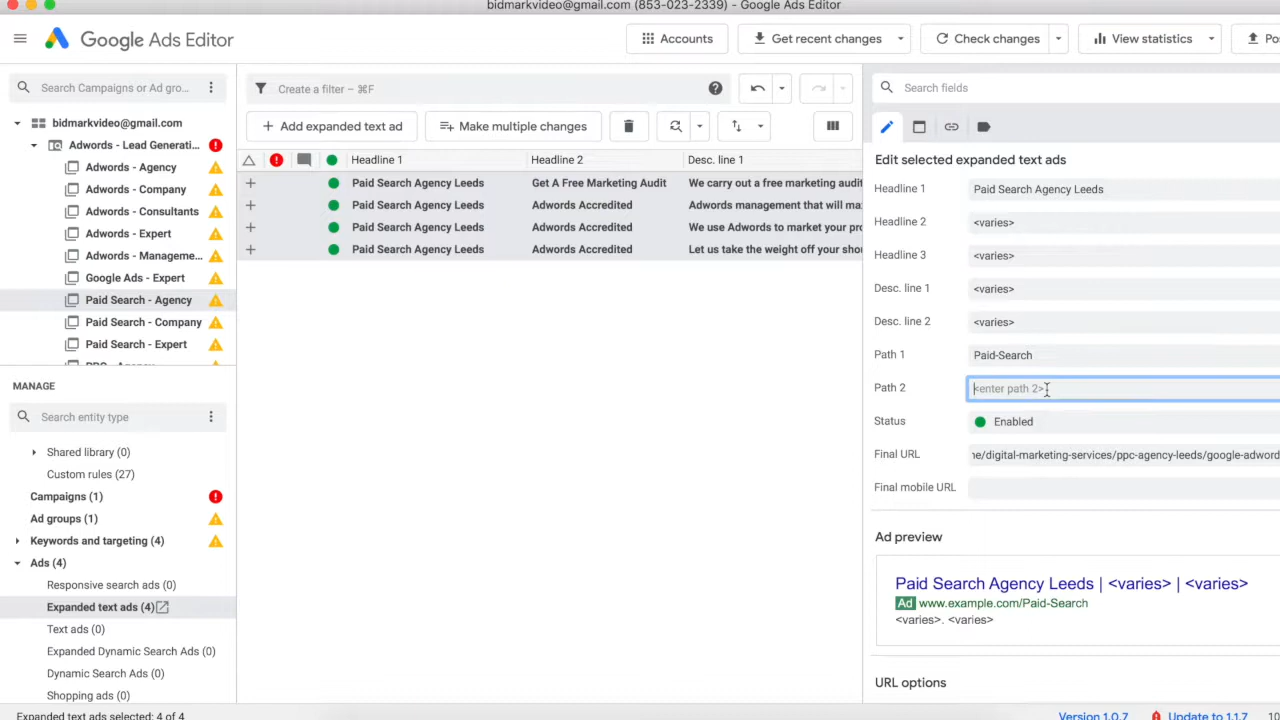 bidmarkvideo@gmail.com (853-023-2339) - Google Ads Editor
Google Ads Editor
Accounts
Get recent changes
Check changes
View statistics
Po
Search Campaigns or Ad gro...
Create a filter – ⌘F
Search fields
Add expanded text ad
Make multiple changes
bidmarkvideo@gmail.com
Adwords - Lead Generati...
Adwords - Agency
Adwords - Company
Adwords - Consultants
Adwords - Expert
Adwords - Manageme...
Google Ads - Expert
Paid Search - Agency
Paid Search - Company
Paid Search - Expert
MANAGE
Search entity type
Shared library (0)
Custom rules (27)
Campaigns (1)
Ad groups (1)
Keywords and targeting (4)
Ads (4)
Responsive search ads (0)
Expanded text ads (4)
Text ads (0)
Expanded Dynamic Search Ads (0)
Dynamic Search Ads (0)
Shopping ads (0)
Headline 1 Headline 2 Desc. line 1
Paid Search Agency Leeds Get A Free Marketing Audit We carry out a free marketing audit
Paid Search Agency Leeds Adwords Accredited Adwords management that will ma
Paid Search Agency Leeds Adwords Accredited We use Adwords to market your pro
Paid Search Agency Leeds Adwords Accredited Let us take the weight off your sho
Edit selected expanded text ads
Headline 1 Paid Search Agency Leeds
Headline 2 <varies>
Headline 3 <varies>
Desc. line 1 <varies>
Desc. line 2 <varies>
Path 1 Paid-Search
Path 2 <enter path 2>
Status Enabled
Final URL ne/digital-marketing-services/ppc-agency-leeds/google-adword
Final mobile URL
Ad preview
Paid Search Agency Leeds | <varies> | <varies>
Ad www.example.com/Paid-Search
<varies>. <varies>
URL options
Expanded text ads selected: 4 of 4
Version 1.0.7 Update to 1.1.7 10